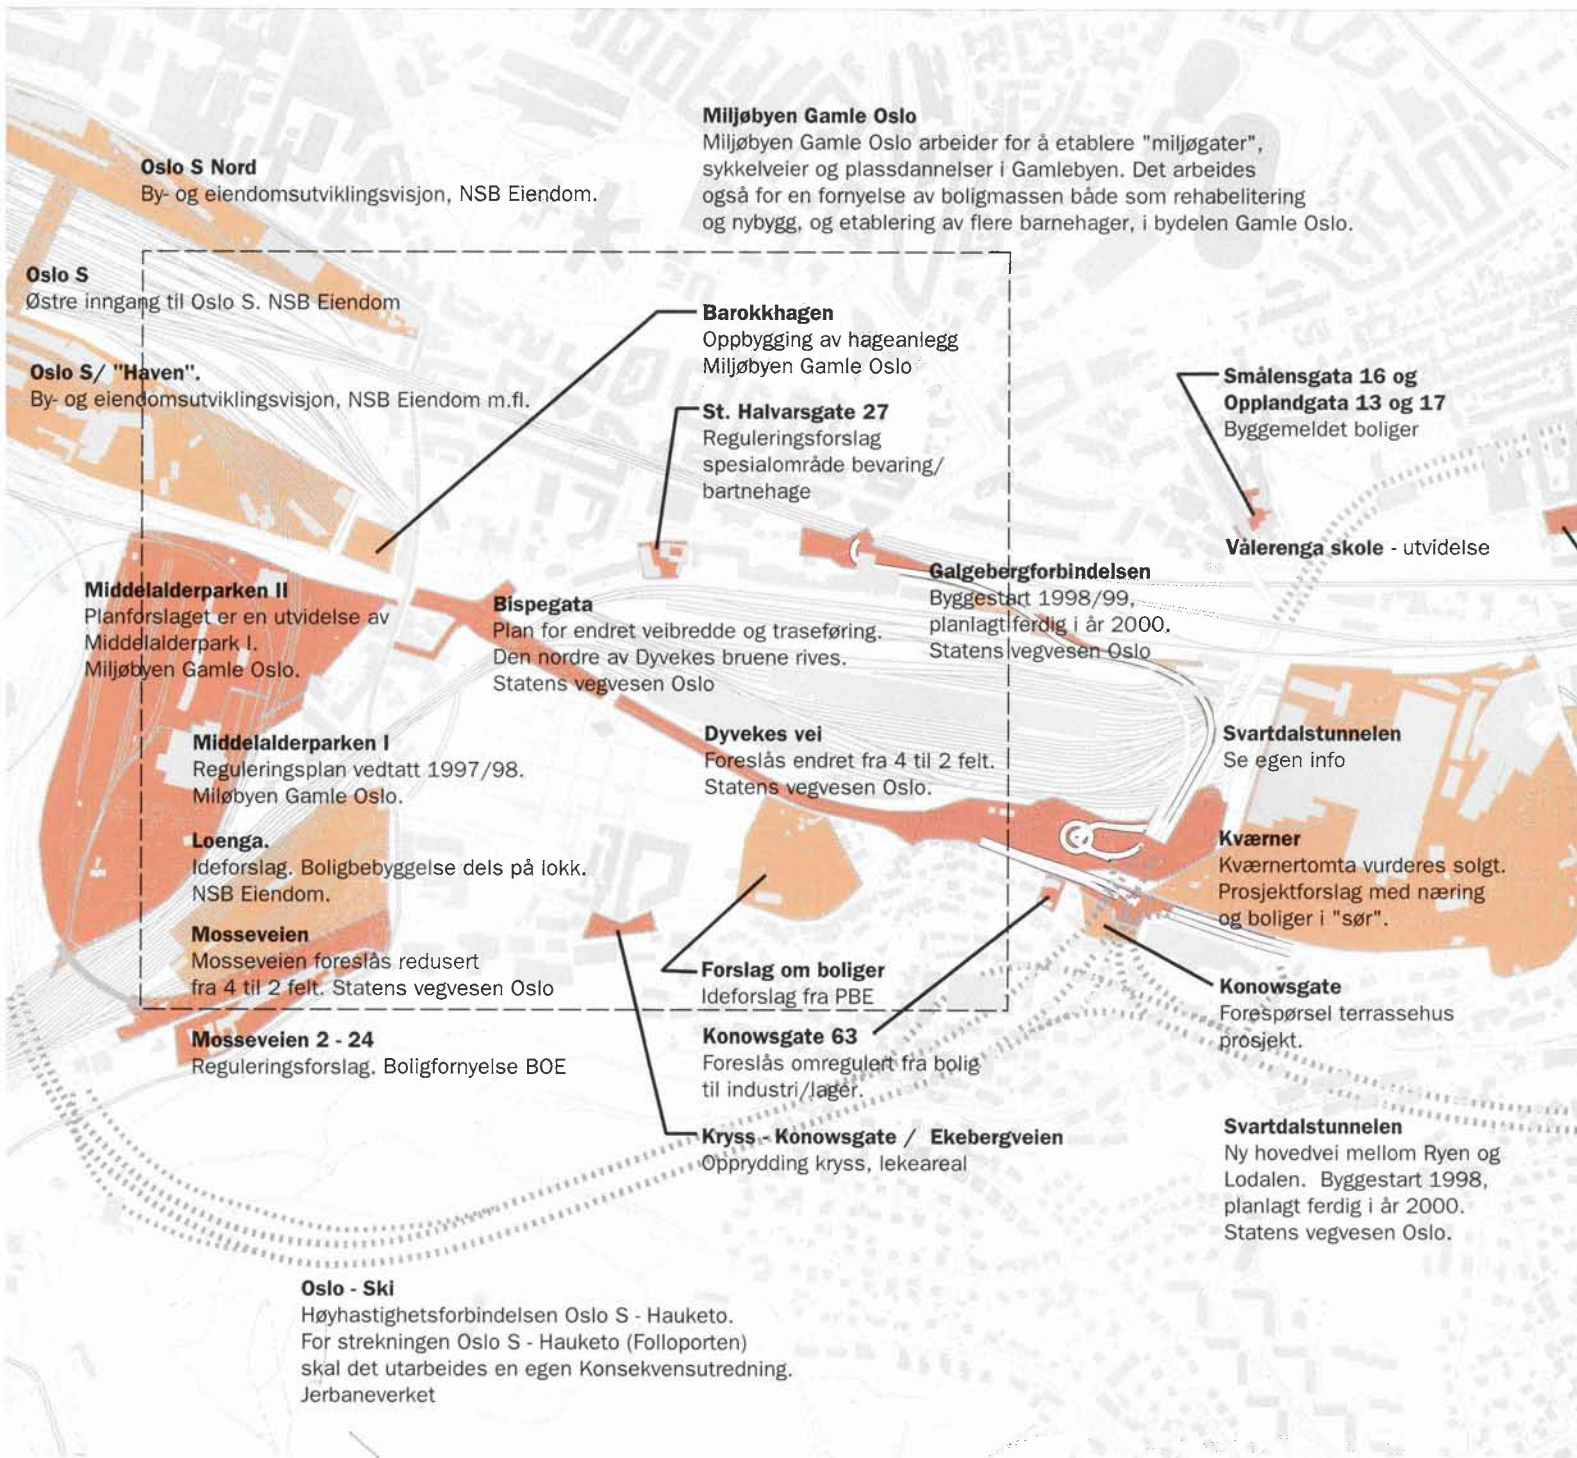 Miljøbyen Gamle Oslo
Miljøbyen Gamle Oslo arbeider for å etablere "miljøgater",
sykkelveier og plassdannelser i Gamlebyen. Det arbeides
også for en fornyelse av boligmassen både som rehabelitering
og nybygg, og etablering av flere barnehager, i bydelen Gamle Oslo.
Oslo S Nord
By- og eiendomsutviklingsvisjon, NSB Eiendom.
Oslo S
Østre inngang til Oslo S. NSB Eiendom
Oslo S/ "Haven".
By- og eiendomsutviklingsvisjon, NSB Eiendom m.fl.
Barokkhagen
Oppbygging av hageanlegg
Miljøbyen Gamle Oslo
St. Halvarsgate 27
Reguleringsforslag
spesialområde bevaring/
bartnehage
Smålensgata 16 og
Opplandgata 13 og 17
Byggemeldet boliger
Vålerenga skole - utvidelse
Middelalderparken II
Planforslaget er en utvidelse av
Middelalderpark I.
Miljøbyen Gamle Oslo.
Bispegata
Plan for endret veibredde og traseføring.
Den nordre av Dyvekes bruene rives.
Statens vegvesen Oslo
Galgebergforbindelsen
Byggestart 1998/99,
planlagt ferdig i år 2000.
Statens vegvesen Oslo
Middelalderparken I
Reguleringsplan vedtatt 1997/98.
Miløbyen Gamle Oslo.
Dyvekes vei
Foreslås endret fra 4 til 2 felt.
Statens vegvesen Oslo.
Svartdalstunnelen
Se egen info
Loenga.
Ideforslag. Boligbebyggelse dels på lokk.
NSB Eiendom.
Kværner
Kværnertomta vurderes solgt.
Prosjektforslag med næring
og boliger i "sør".
Mosseveien
Mosseveien foreslås redusert
fra 4 til 2 felt. Statens vegvesen Oslo
Forslag om boliger
Ideforslag fra PBE
Konowsgate
Forespørsel terrassehus
prosjekt.
Mosseveien 2 - 24
Reguleringsforslag. Boligfornyelse BOE
Konowsgate 63
Foreslås omregulert fra bolig
til industri/lager.
Kryss - Konowsgate / Ekebergveien
Opprydding kryss, lekeareal
Svartdalstunnelen
Ny hovedvei mellom Ryen og
Lodalen. Byggestart 1998,
planlagt ferdig i år 2000.
Statens vegvesen Oslo.
Oslo - Ski
Høyhastighetsforbindelsen Oslo S - Hauketo.
For strekningen Oslo S - Hauketo (Folloporten)
skal det utarbeides en egen Konsekvensutredning.
Jerbaneverket